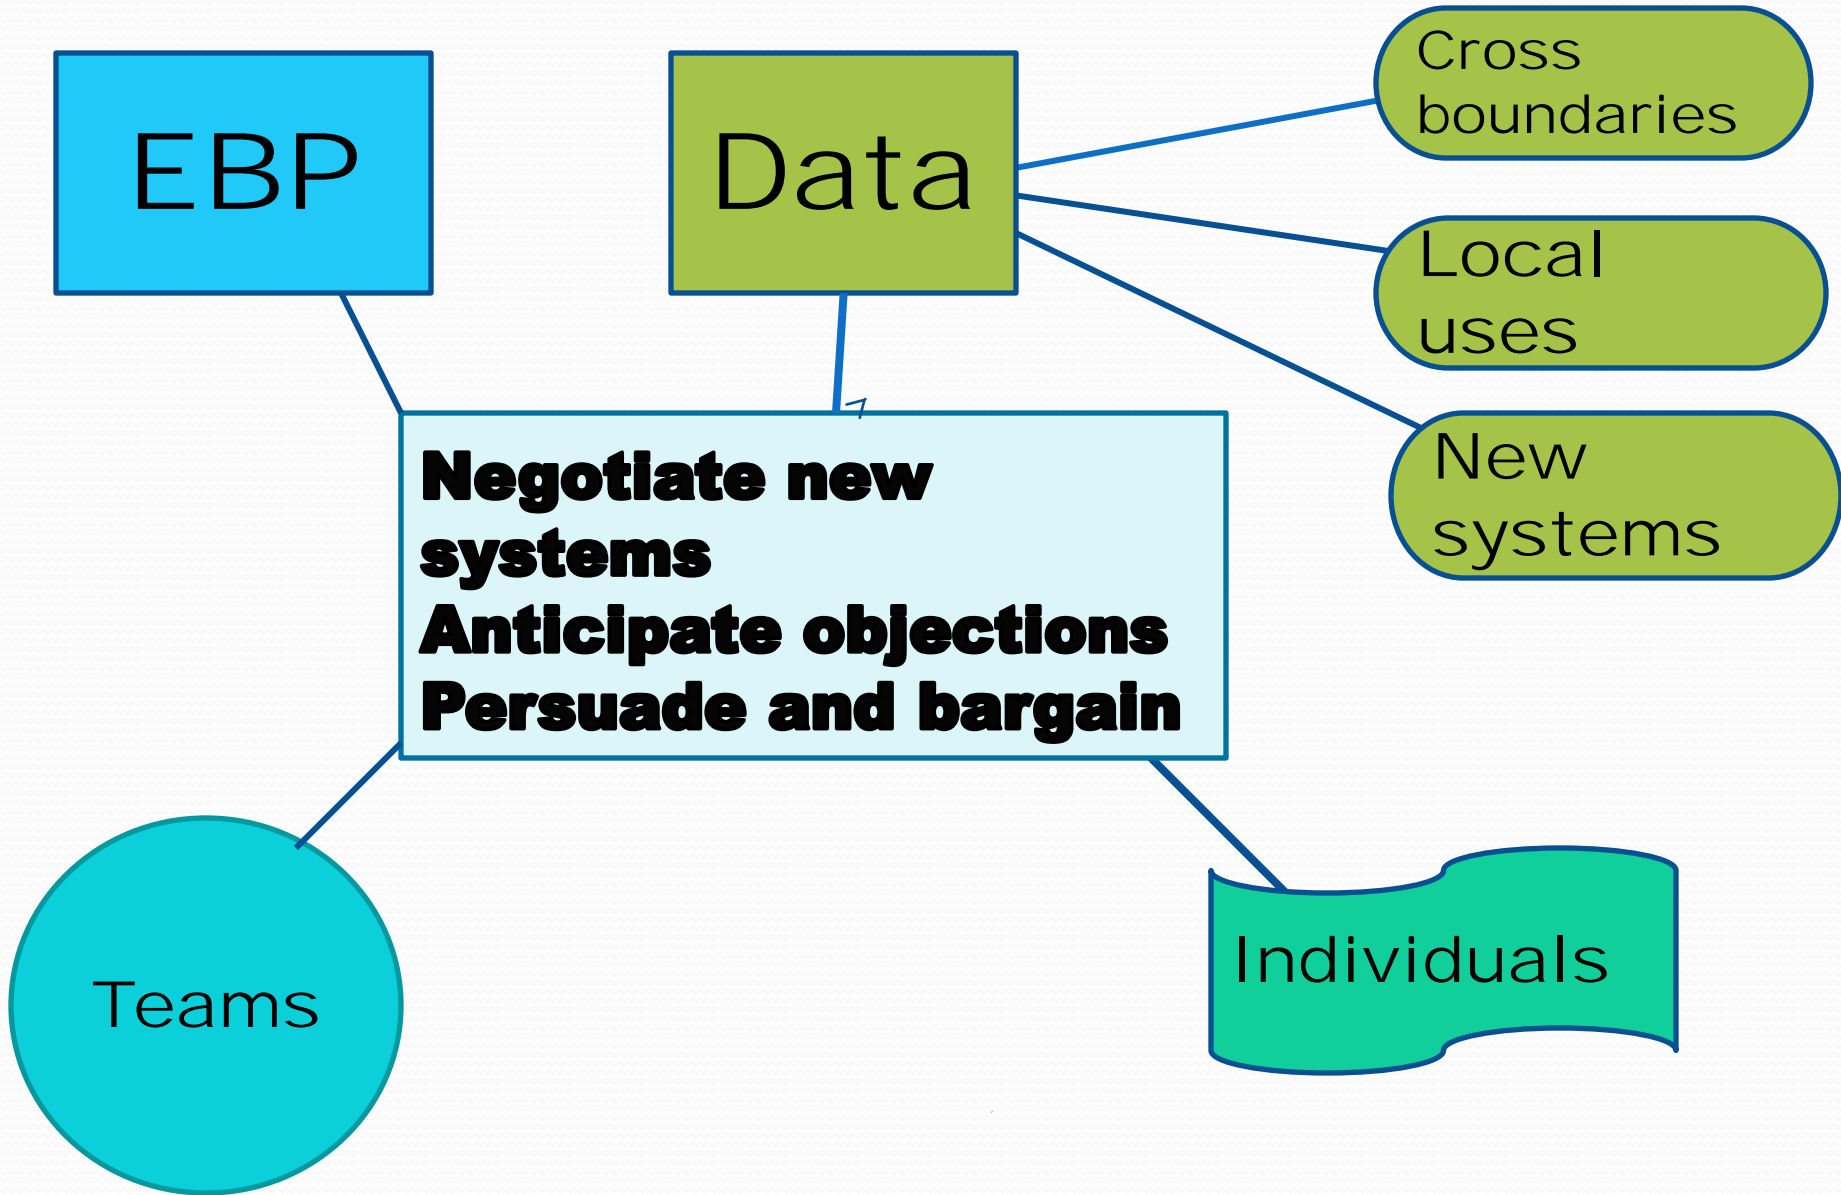 EBP
Data
Cross
boundaries
Local
uses
New
systems
Negotiate new
systems
Anticipate objections
Persuade and bargain
Teams
Individuals